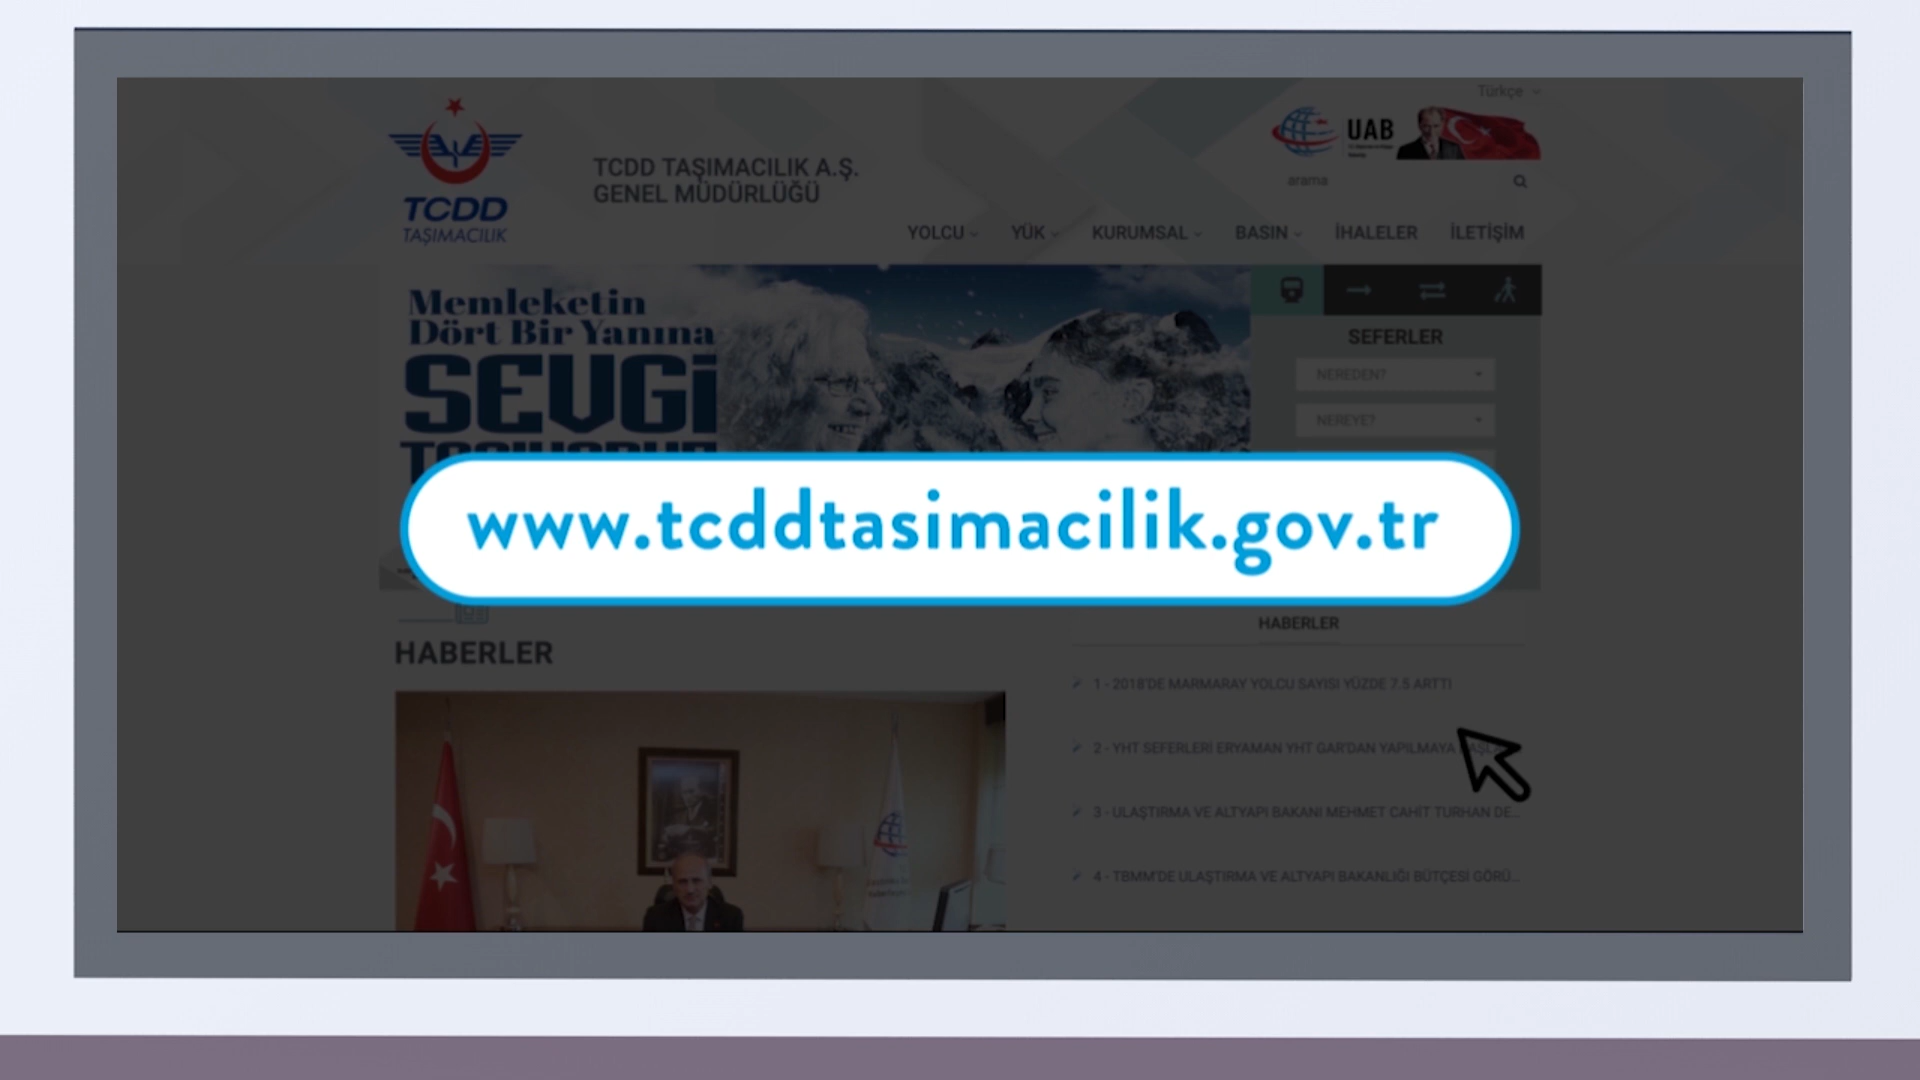 Türkçe
UAB
TCDD
TAŞIMACILIK
TCDD TAŞIMACILIK A.Ş.
GENEL MÜDÜRLÜĞÜ
arama
YOLCU YÜK KURUMSAL BASIN İHALELER İLETİŞİM
Memleketin
Dört Bir Yanına
SEVGİ
SEFERLER
NEREDEN?
NEREYE?
www.tcddtasimacilik.gov.tr
HABERLER
HABERLER
1 - 2018'DE MARMARAY YOLCU SAYISI YÜZDE 7.5 ARTTI
2 - YHT SEFERLERİ ERYAMAN YHT GAR'DAN YAPILMAYA
3 - ULAŞTIRMA VE ALTYAPI BAKANI MEHMET CAHİT TURHAN DE...
4 - TBMM'DE ULAŞTIRMA VE ALTYAPI BAKANLIĞI BÜTÇESİ GÖRÜ...